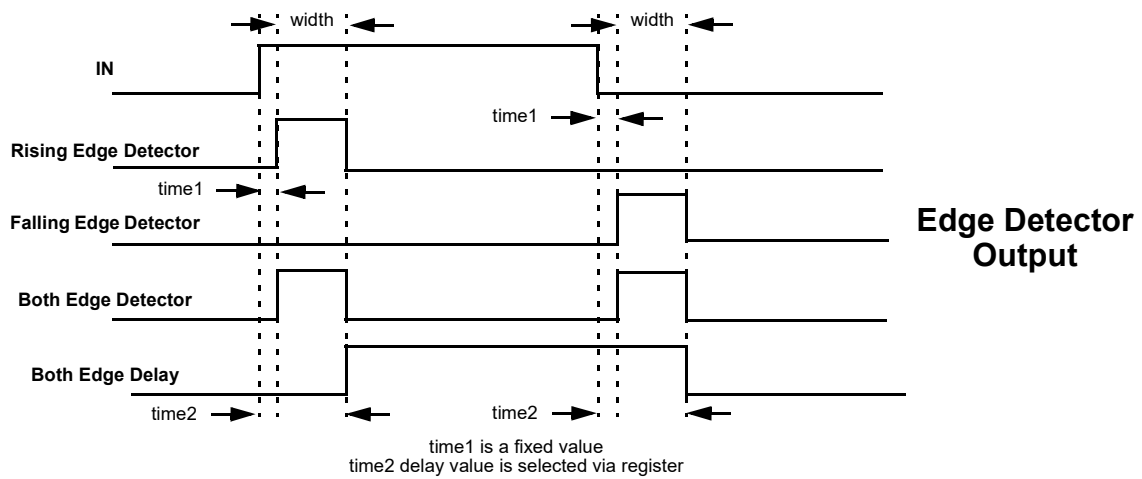 width
width
IN
time1
Rising Edge Detector
time1
Falling Edge Detector
Edge Detector
Output
Both Edge Detector
Both Edge Delay
time2
time2
time1 is a fixed value
time2 delay value is selected via register